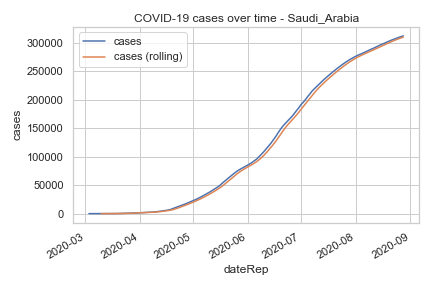 COVID-19 cases over time - Saudi_Arabia
cases
cases (rolling)
300000
250000
200000
150000
100000
50000
0
cases
2020-03
2020-04
2020-05
2020-06
2020-07
2020-08
2020-09
dateRep